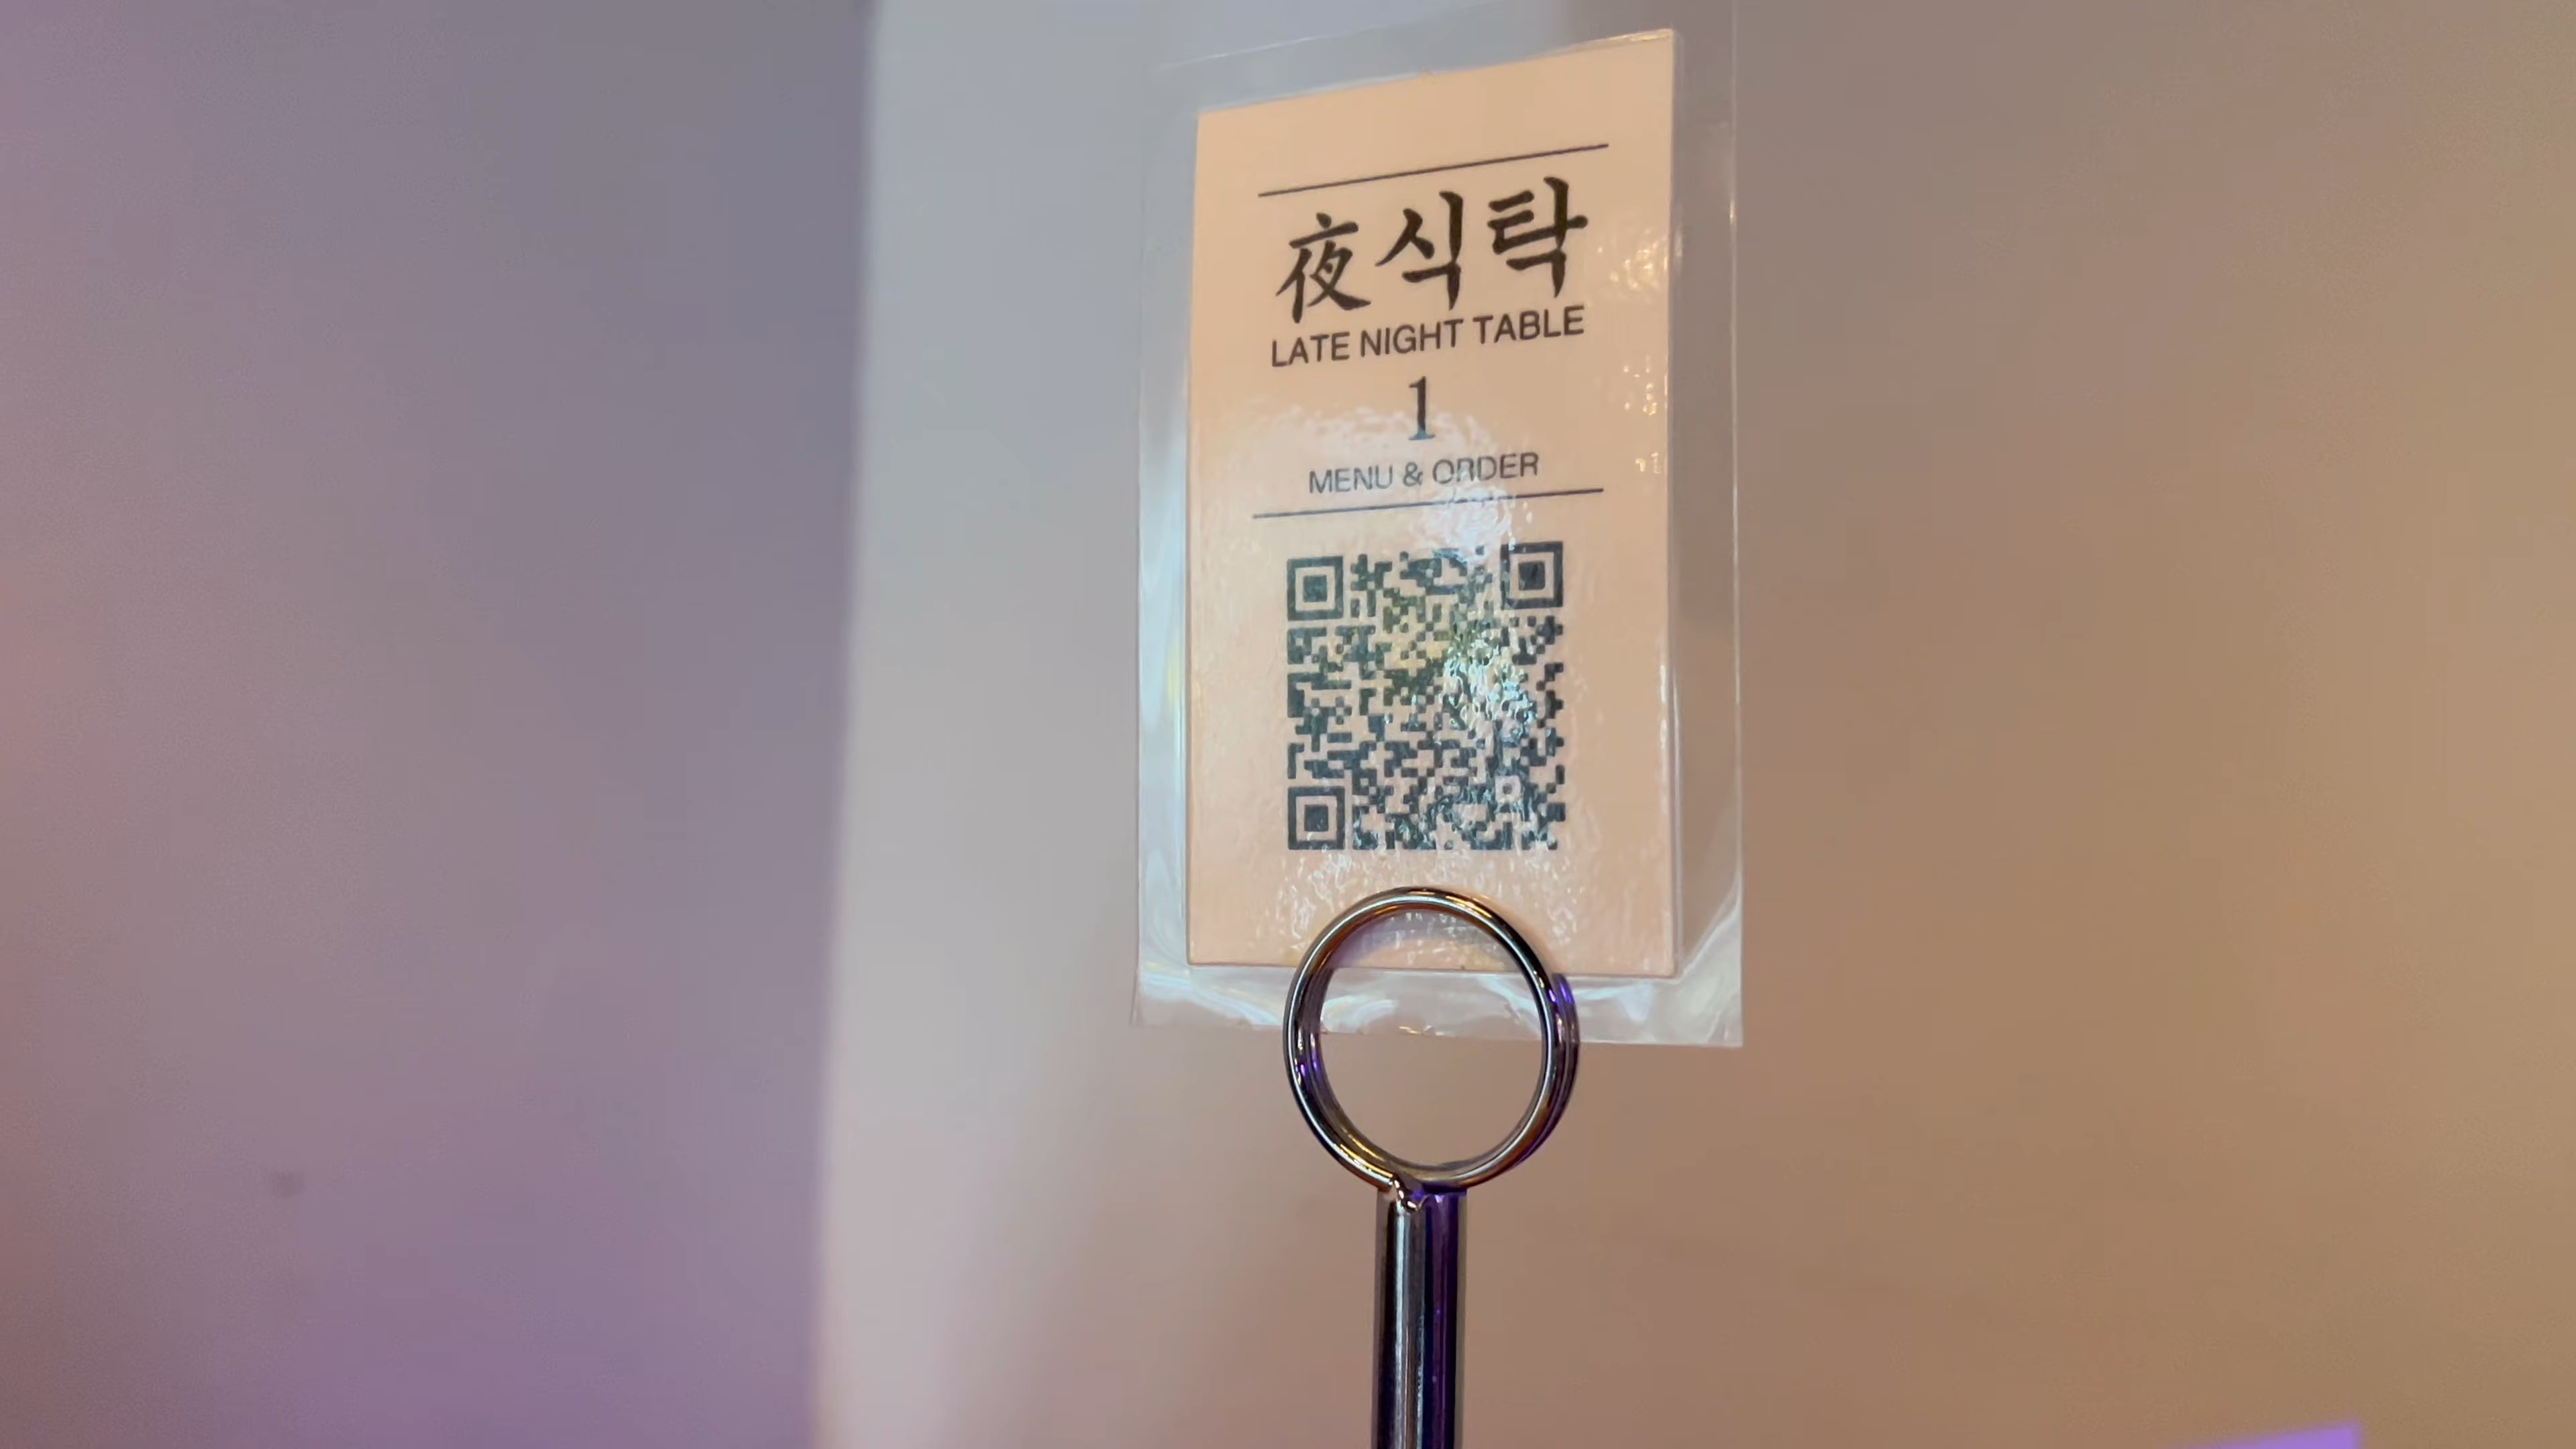 夜식탁
LATE NIGHT TABLE
1
MENU & ORDER